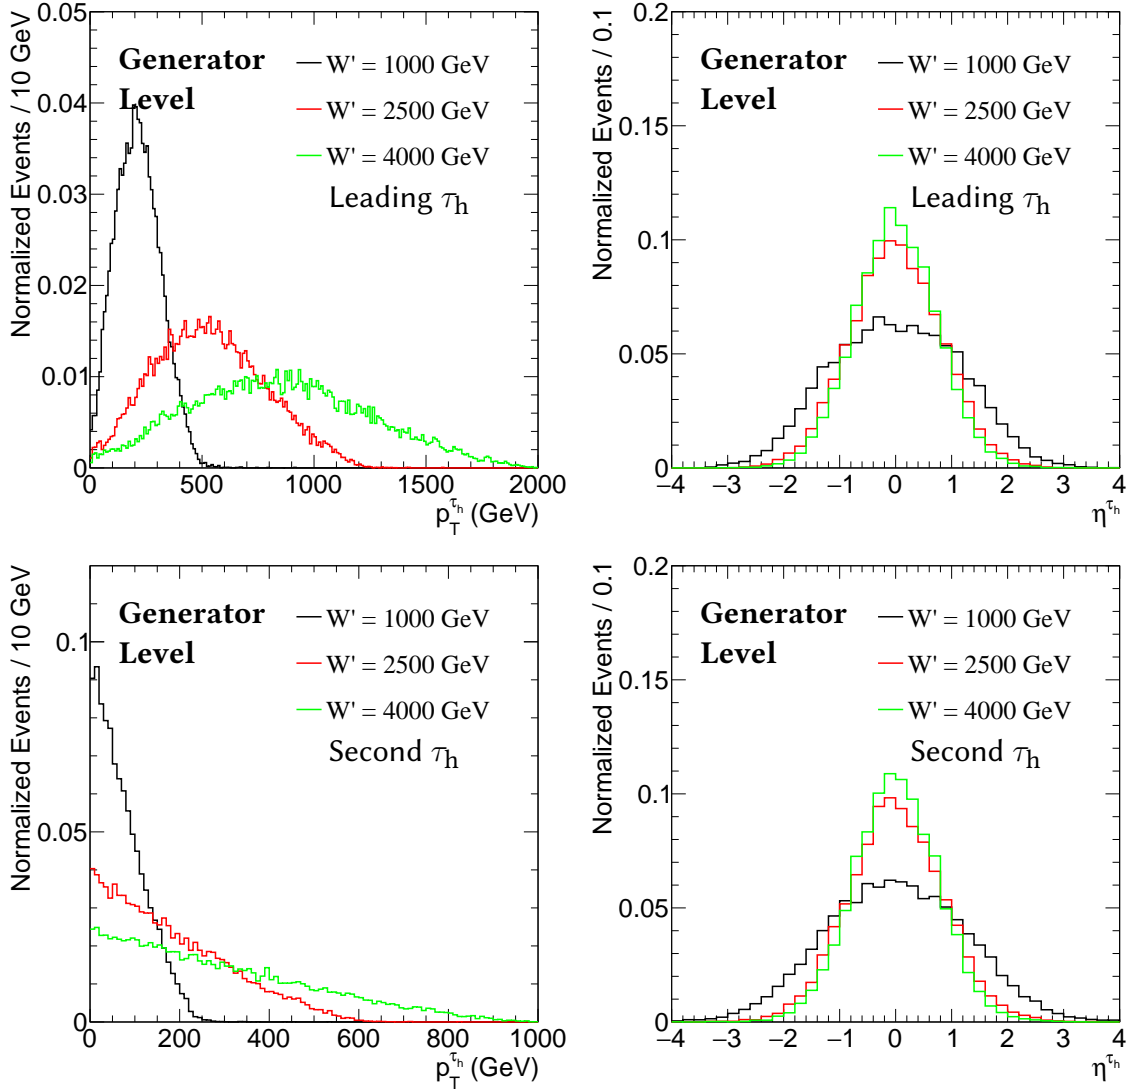 Normalized Events / 10 GeV
0.05
0.04
0.03
0.02
0.01
0
Generator
Level
W' = 1000 GeV
W' = 2500 GeV
W' = 4000 GeV
Leading τh
0 500 1000 1500 2000
pTτh (GeV)
Normalized Events / 0.1
0.2
0.15
0.1
0.05
0
Generator
Level
W' = 1000 GeV
W' = 2500 GeV
W' = 4000 GeV
Leading τh
−4 −3 −2 −1 0 1 2 3 4
ητh
Normalized Events / 10 GeV
0.1
0.05
0
Generator
Level
W' = 1000 GeV
W' = 2500 GeV
W' = 4000 GeV
Second τh
0 200 400 600 800 1000
pTτh (GeV)
Normalized Events / 0.1
0.2
0.15
0.1
0.05
0
Generator
Level
W' = 1000 GeV
W' = 2500 GeV
W' = 4000 GeV
Second τh
−4 −3 −2 −1 0 1 2 3 4
ητh